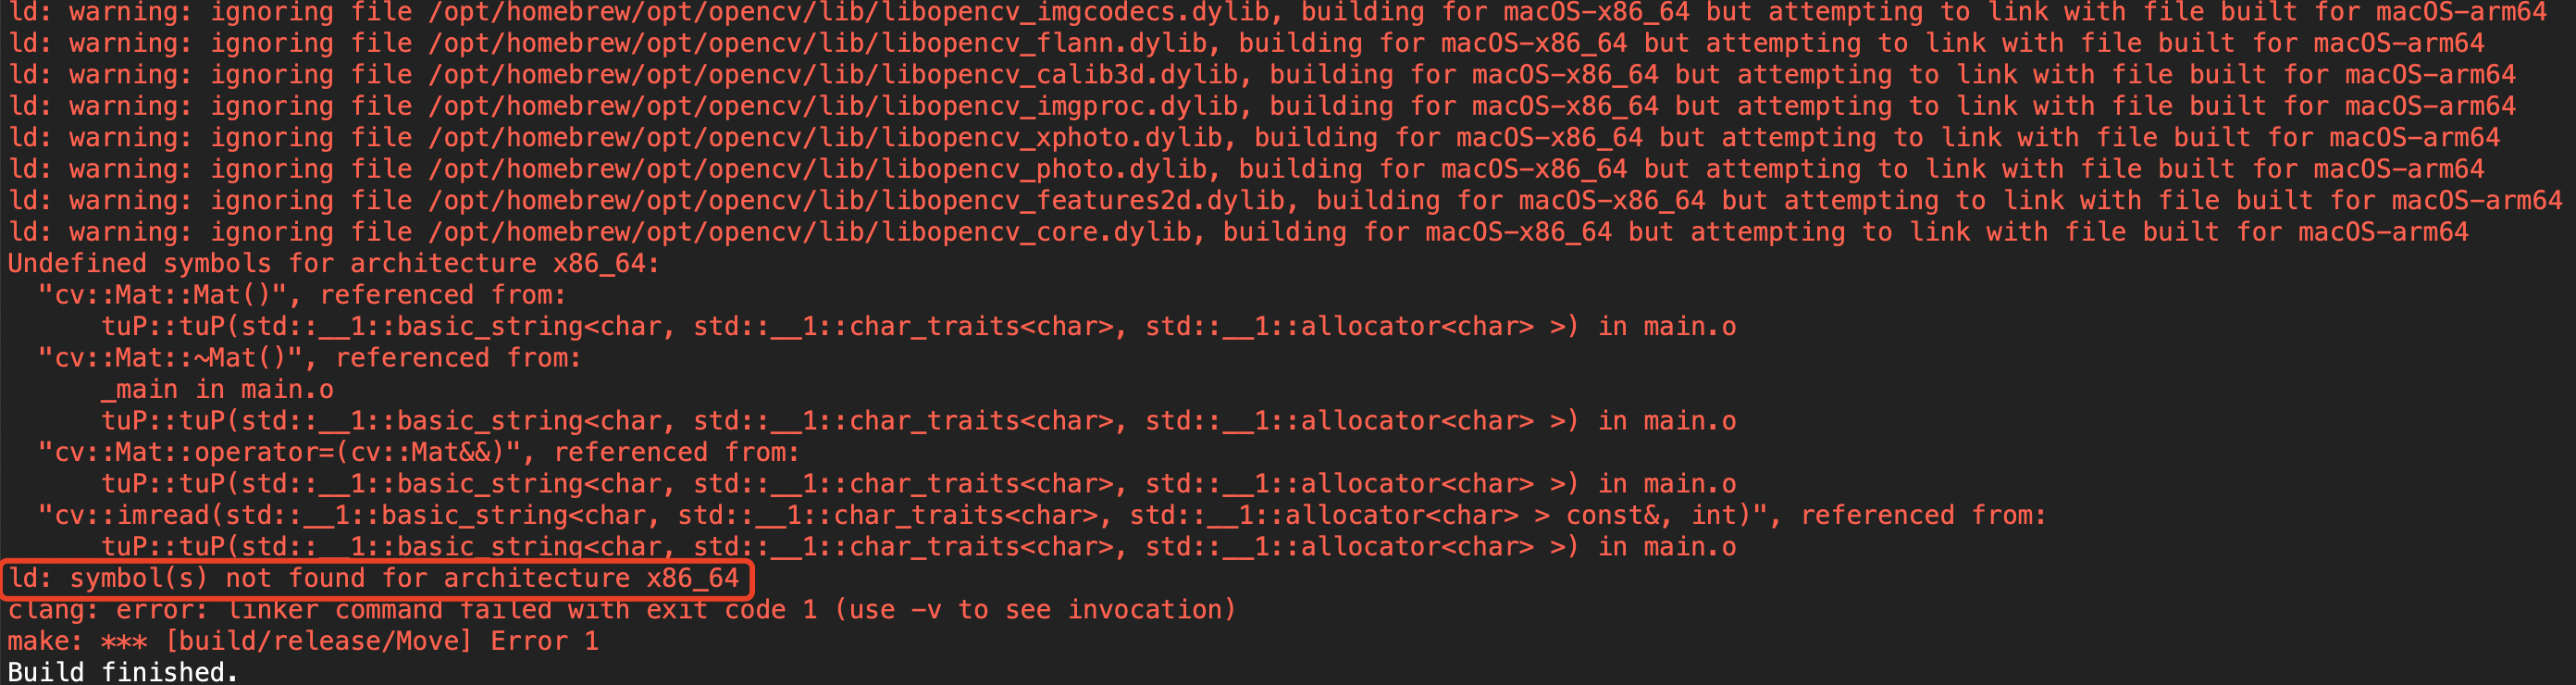 ld: warning: ignoring file /opt/homebrew/opt/opencv/lib/libopencv_imgcodecs.dylib, building for macOS-x86_64 but attempting to link with file built for macOS-arm64
ld: warning: ignoring file /opt/homebrew/opt/opencv/lib/libopencv_flann.dylib, building for macOS-x86_64 but attempting to link with file built for macOS-arm64
ld: warning: ignoring file /opt/homebrew/opt/opencv/lib/libopencv_calib3d.dylib, building for macOS-x86_64 but attempting to link with file built for macOS-arm64
ld: warning: ignoring file /opt/homebrew/opt/opencv/lib/libopencv_imgproc.dylib, building for macOS-x86_64 but attempting to link with file built for macOS-arm64
ld: warning: ignoring file /opt/homebrew/opt/opencv/lib/libopencv_xphoto.dylib, building for macOS-x86_64 but attempting to link with file built for macOS-arm64
ld: warning: ignoring file /opt/homebrew/opt/opencv/lib/libopencv_photo.dylib, building for macOS-x86_64 but attempting to link with file built for macOS-arm64
ld: warning: ignoring file /opt/homebrew/opt/opencv/lib/libopencv_features2d.dylib, building for macOS-x86_64 but attempting to link with file built for macOS-arm64
ld: warning: ignoring file /opt/homebrew/opt/opencv/lib/libopencv_core.dylib, building for macOS-x86_64 but attempting to link with file built for macOS-arm64
Undefined symbols for architecture x86_64:
  "cv::Mat::Mat()", referenced from:
      tuP::tuP(std::__1::basic_string<char, std::__1::char_traits<char>, std::__1::allocator<char> >) in main.o
  "cv::Mat::~Mat()", referenced from:
      _main in main.o
      tuP::tuP(std::__1::basic_string<char, std::__1::char_traits<char>, std::__1::allocator<char> >) in main.o
  "cv::Mat::operator=(cv::Mat&&)", referenced from:
      tuP::tuP(std::__1::basic_string<char, std::__1::char_traits<char>, std::__1::allocator<char> >) in main.o
  "cv::imread(std::__1::basic_string<char, std::__1::char_traits<char>, std::__1::allocator<char> > const&, int)", referenced from:
      tuP::tuP(std::__1::basic_string<char, std::__1::char_traits<char>, std::__1::allocator<char> >) in main.o
ld: symbol(s) not found for architecture x86_64
clang: error: linker command failed with exit code 1 (use -v to see invocation)
make: *** [build/release/Move] Error 1
Build finished.